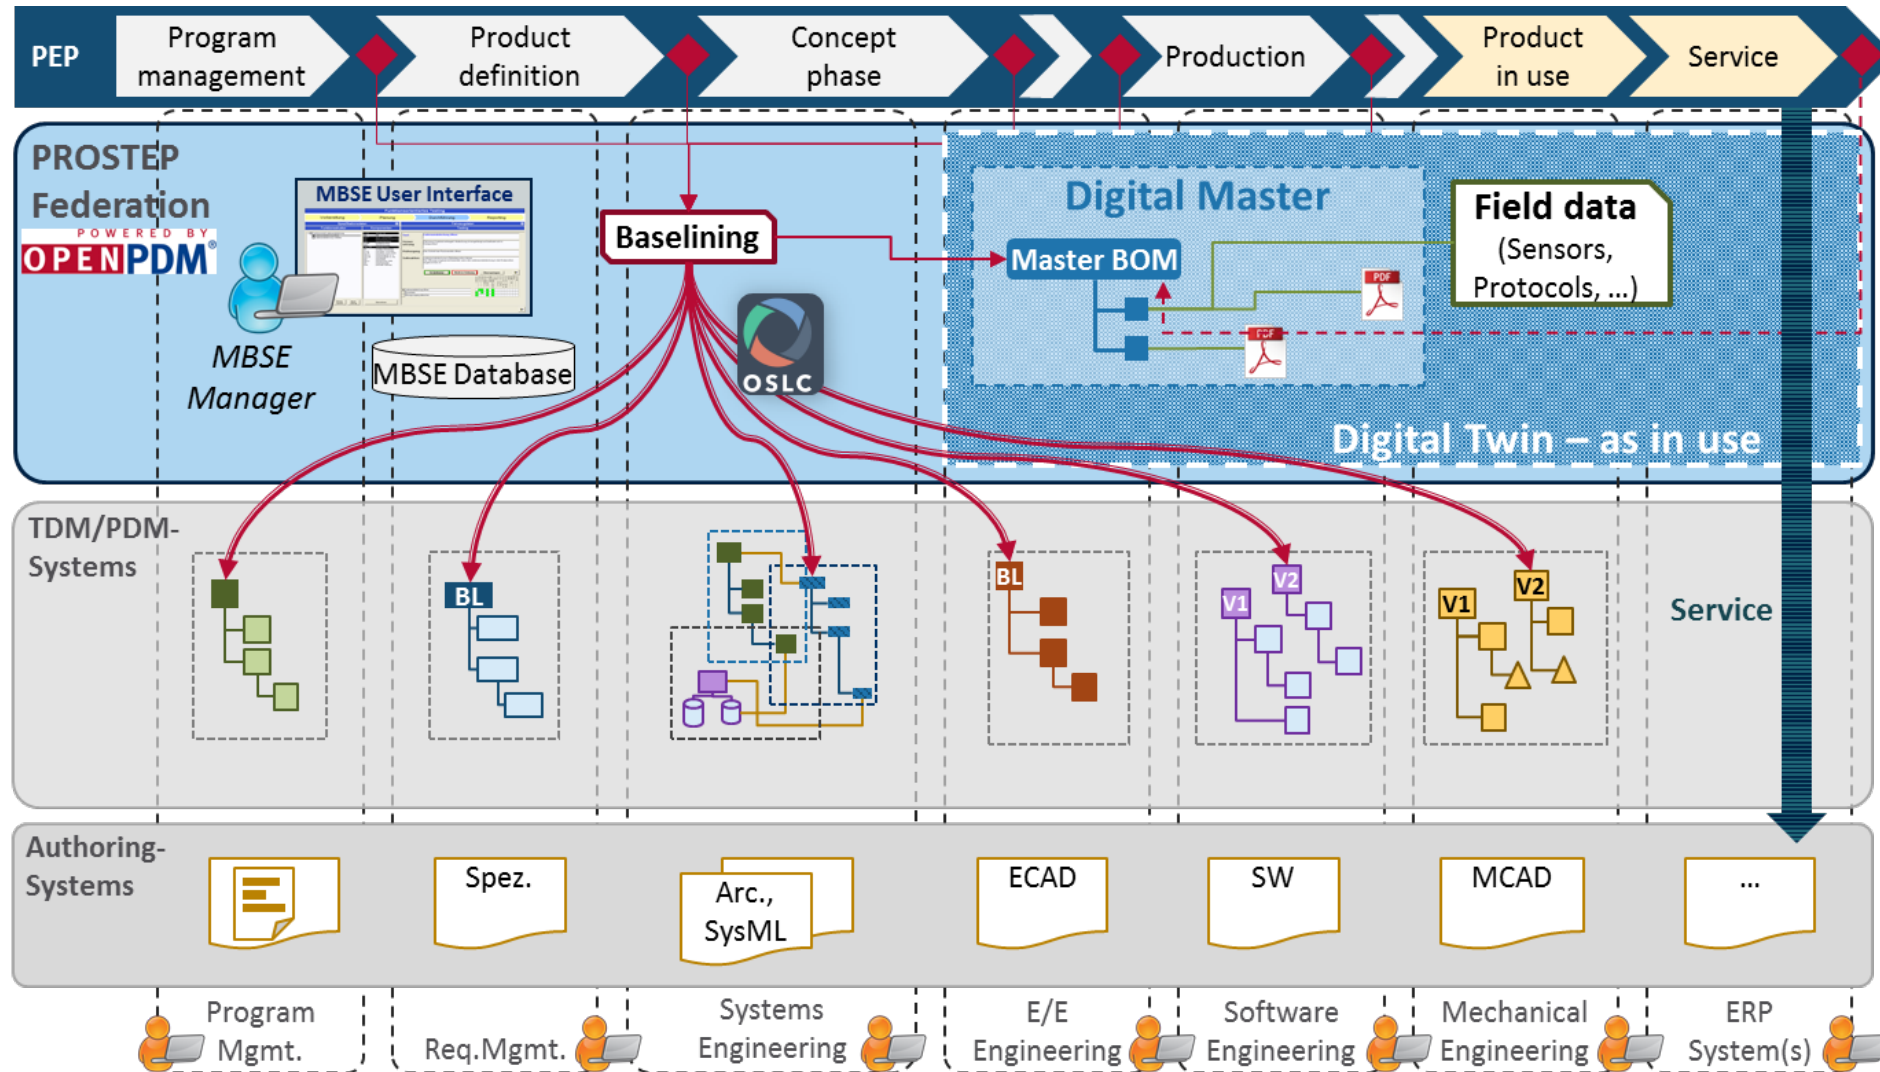 PEP
Program
management
Product
definition
Concept
phase
Production
Product
in use
Service
PROSTEP
Federation
POWERED BY
OPENPDM
MBSE User Interface
MBSE
Manager
MBSE Database
Baselining
OSLC
Digital Master
Master BOM
PDF
PDF
Field data
(Sensors,
Protocols, ...)
Digital Twin – as in use
TDM/PDM-
Systems
BL
BL
V1
V2
V1
V2
Service
Authoring-
Systems
Spez.
Arc.,
SysML
ECAD
SW
MCAD
...
Program
Mgmt.
Req.Mgmt.
Systems
Engineering
E/E
Engineering
Software
Engineering
Mechanical
Engineering
ERP
System(s)